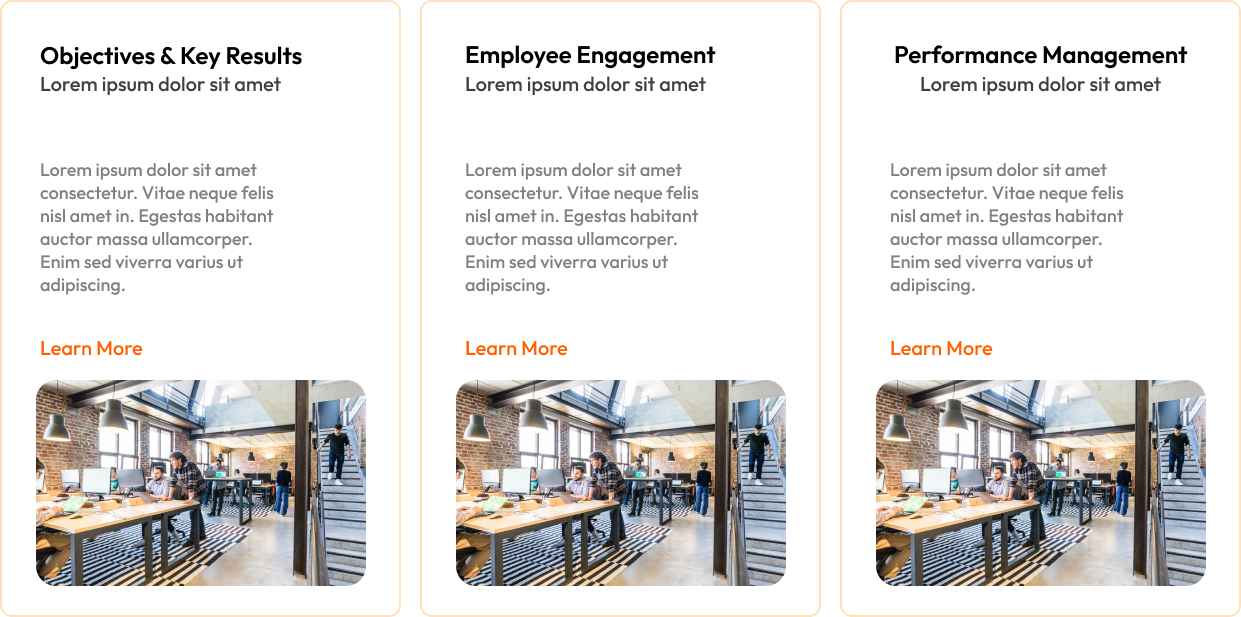 Objectives & Key Results
Lorem ipsum dolor sit amet
Lorem ipsum dolor sit amet
consectetur. Vitae neque felis
nisl amet in. Egestas habitant
auctor massa ullamcorper.
Enim sed viverra varius ut
adipiscing.
Learn More
Employee Engagement
Lorem ipsum dolor sit amet
Lorem ipsum dolor sit amet
consectetur. Vitae neque felis
nisl amet in. Egestas habitant
auctor massa ullamcorper.
Enim sed viverra varius ut
adipiscing.
Learn More
Performance Management
Lorem ipsum dolor sit amet
Lorem ipsum dolor sit amet
consectetur. Vitae neque felis
nisl amet in. Egestas habitant
auctor massa ullamcorper.
Enim sed viverra varius ut
adipiscing.
Learn More